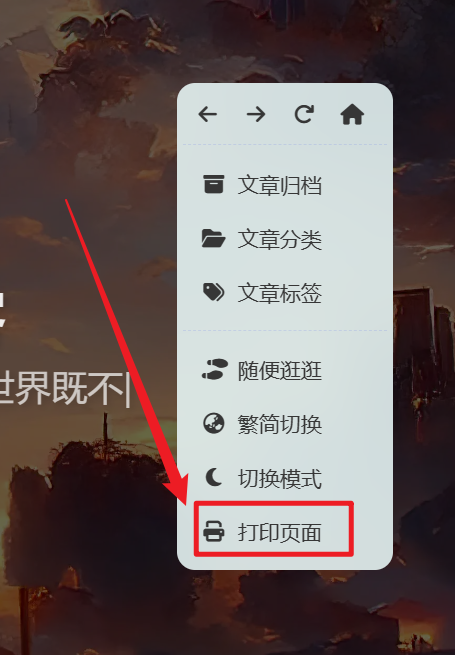 文章归档
文章分类
文章标签
世界既不|
随便逛逛
繁简切换
切换模式
打印页面